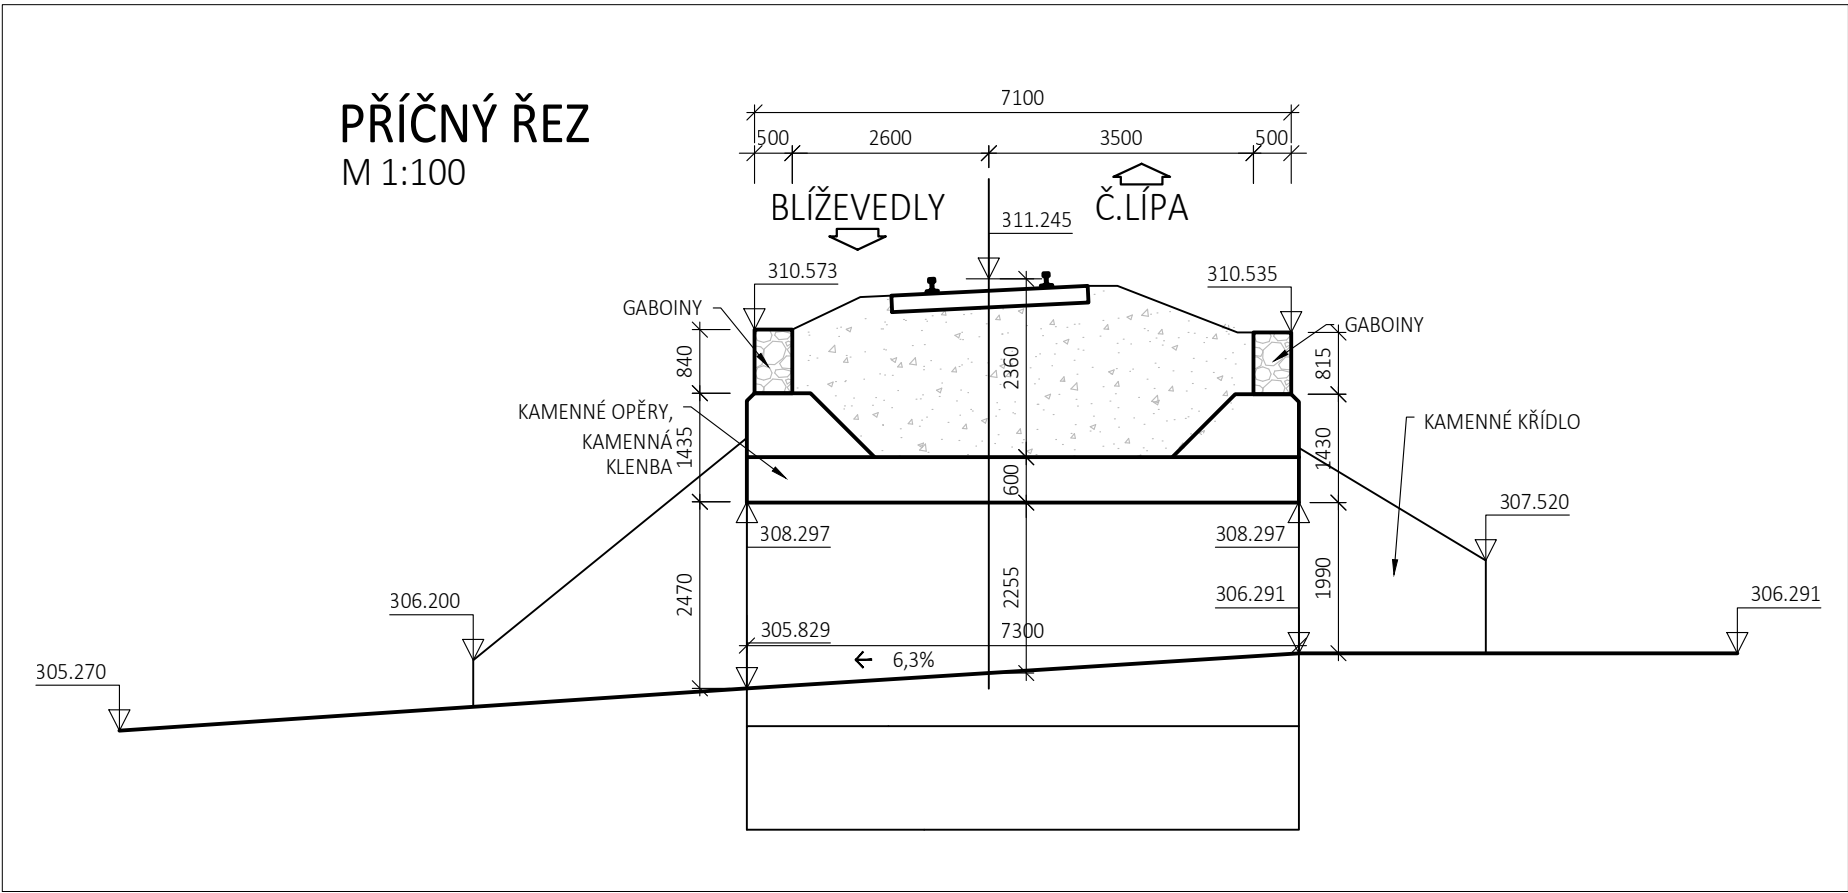 PŘÍČNÝ ŘEZ
M 1:100
7100
500
2600
3500
500
BLÍŽEVEDLY
Č.LÍPA
311.245
310.573
310.535
GABOINY
GABOINY
840
2360
815
KAMENNÉ OPĚRY,
KAMENNÁ
KLENBA
1435
600
1430
KAMENNÉ KŘÍDLO
308.297
308.297
307.520
2470
2255
1990
306.200
306.291
306.291
305.829
7300
6,3%
305.270